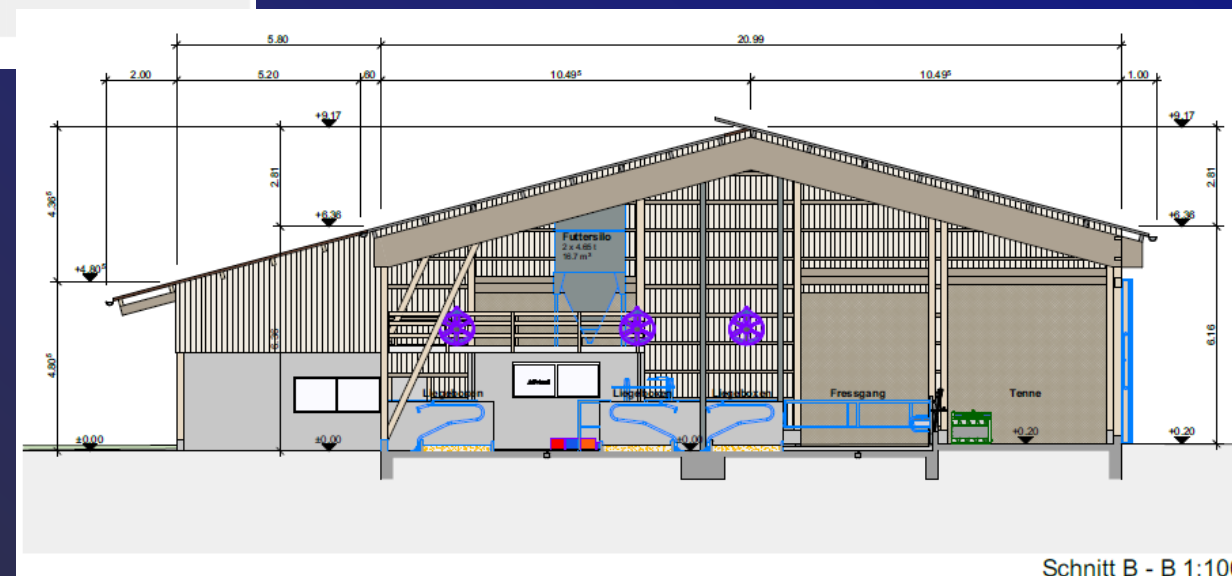 5.80
20.99
2.00
5.20
60
10.49⁵
10.49⁵
1.00
+9.17
+9.17
2.81
2.81
4.36⁵
+6.36
+6.36
Futtersilo
2 x 4.65 t
16.7 m³
+4.80⁵
6.36
4.80⁵
6.16
Liegeboxen
Liegeboxen
Liegeboxen
Fressgang
Tenne
±0.00
±0.00
±0.00
+0.20
+0.20
Schnitt B - B 1:10